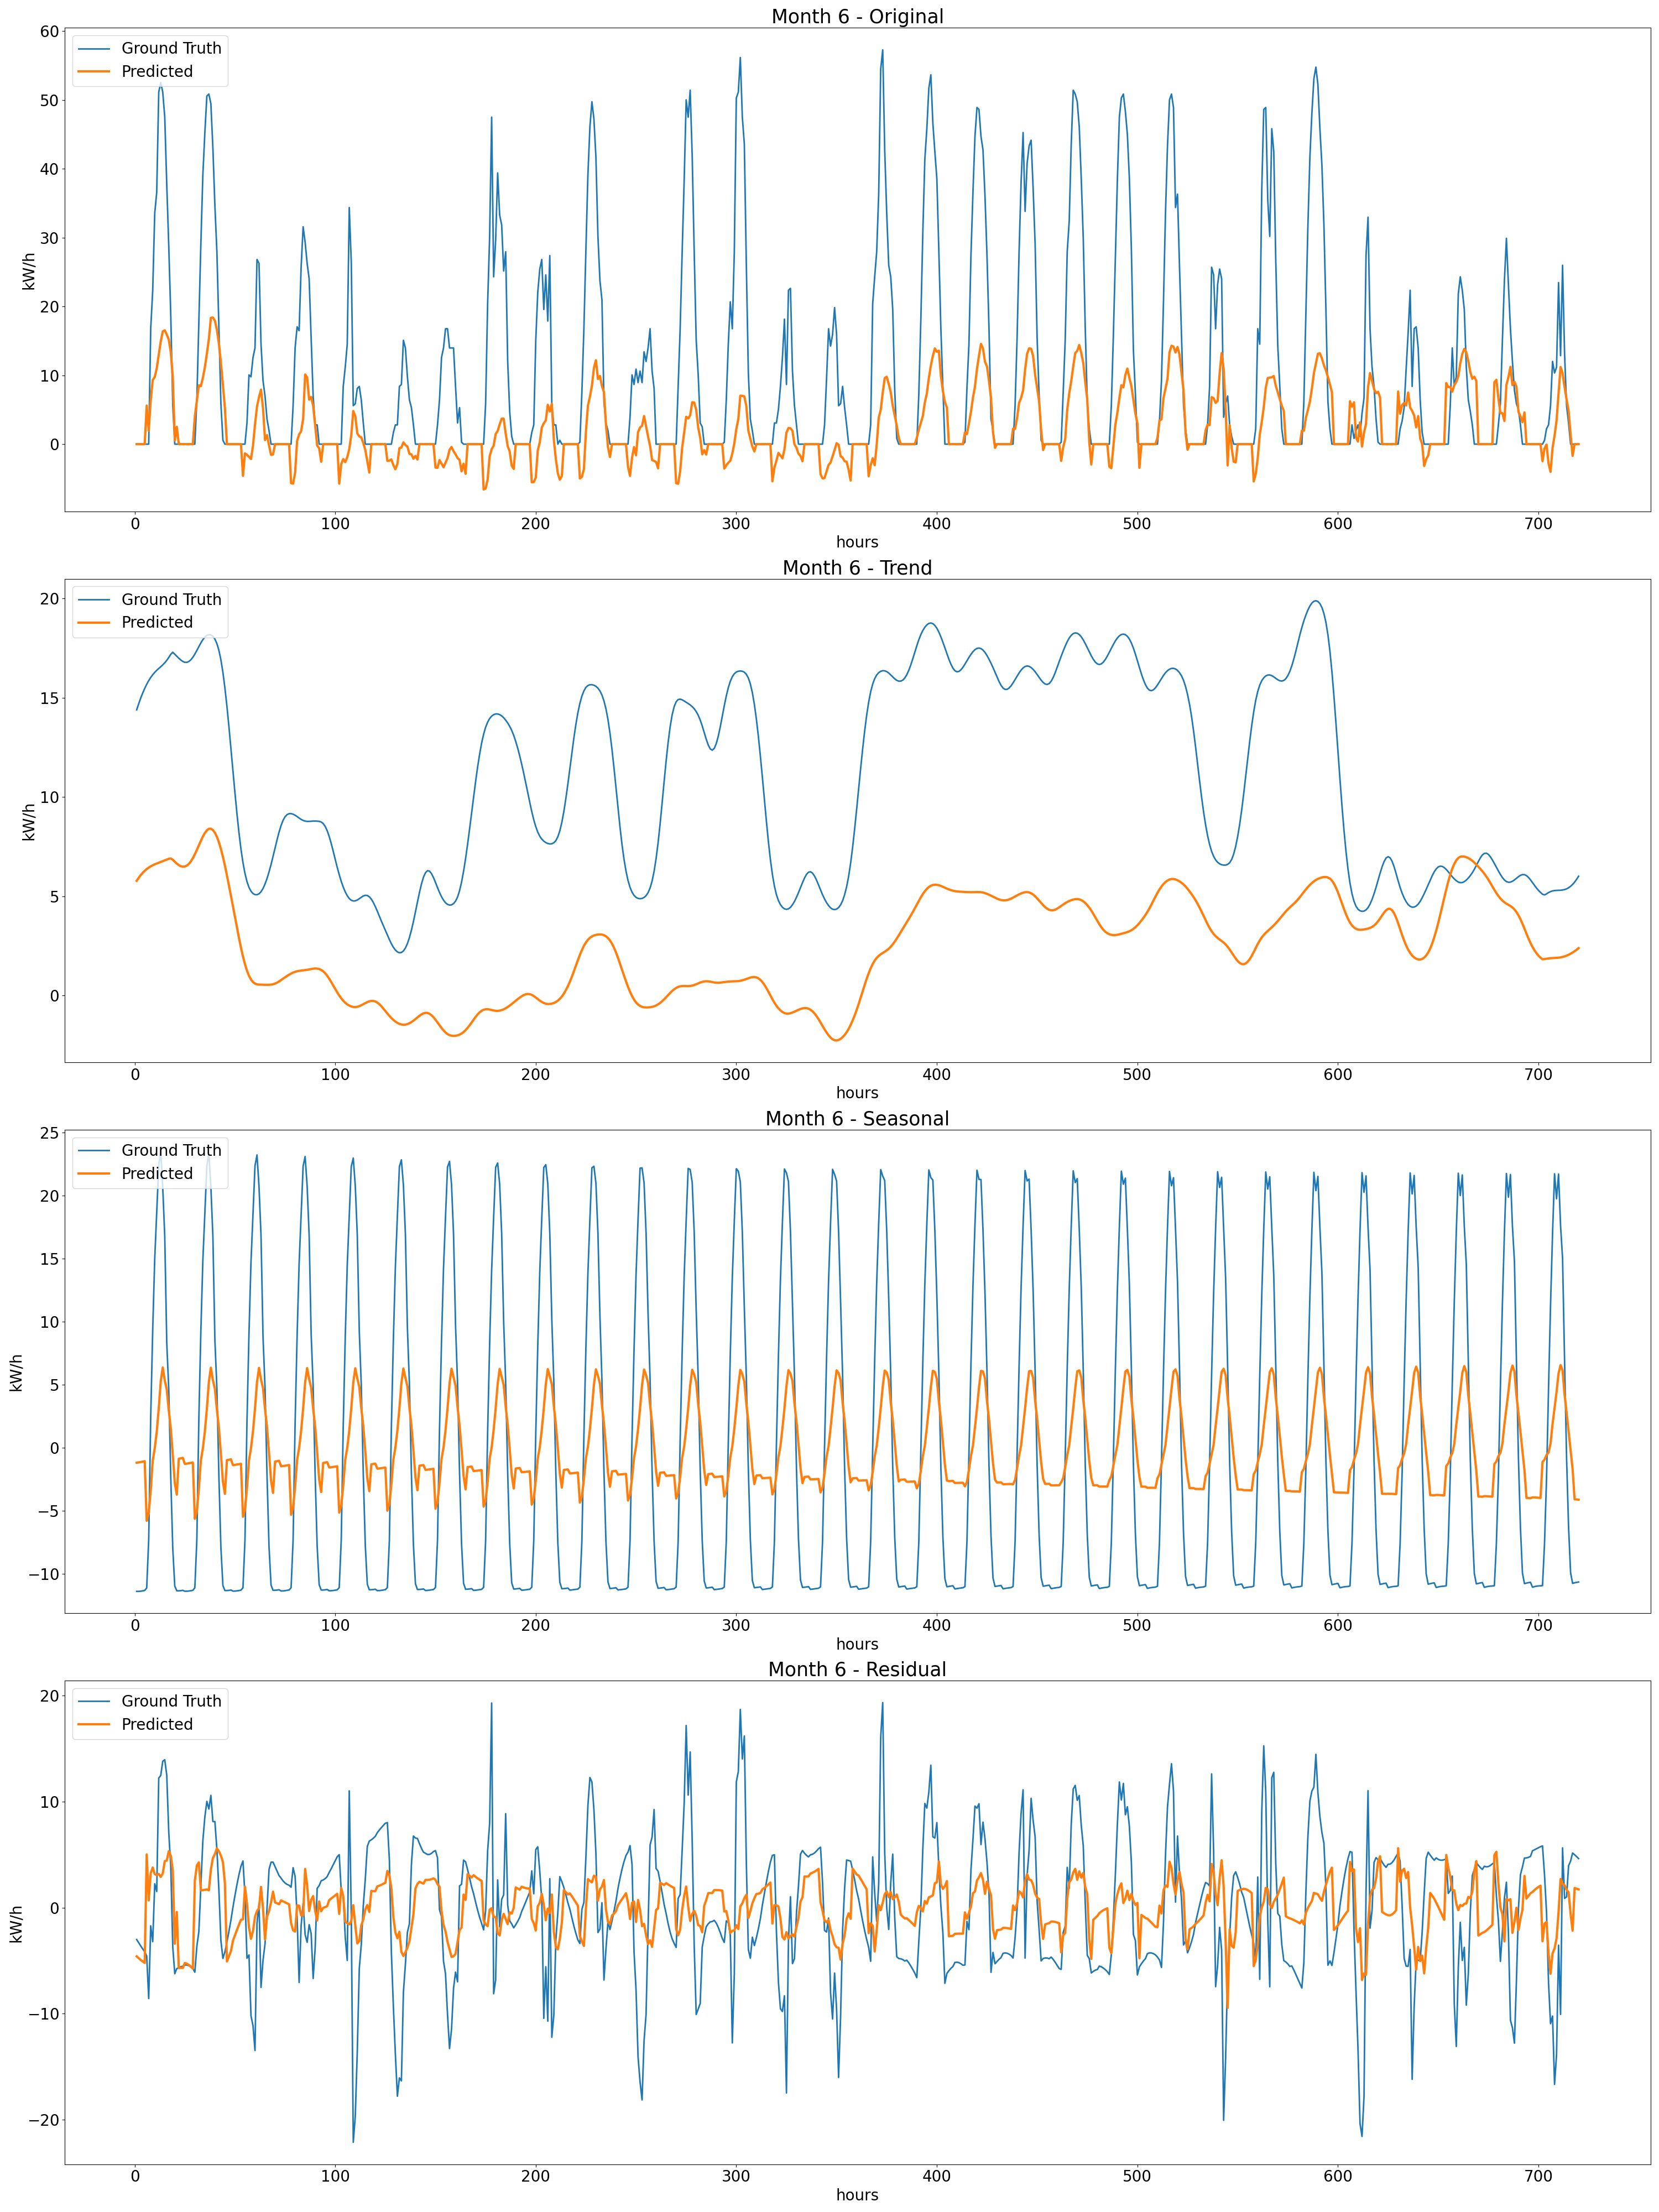 Month 6 - Original
Ground Truth
Predicted
60
50
40
30
20
10
0
kW/h
0 100 200 300 400 500 600 700
hours
Month 6 - Trend
Ground Truth
Predicted
20
15
10
5
0
kW/h
0 100 200 300 400 500 600 700
hours
Month 6 - Seasonal
Ground Truth
Predicted
25
20
15
10
5
0
−5
−10
kW/h
0 100 200 300 400 500 600 700
hours
Month 6 - Residual
Ground Truth
Predicted
20
10
0
−10
−20
kW/h
0 100 200 300 400 500 600 700
hours